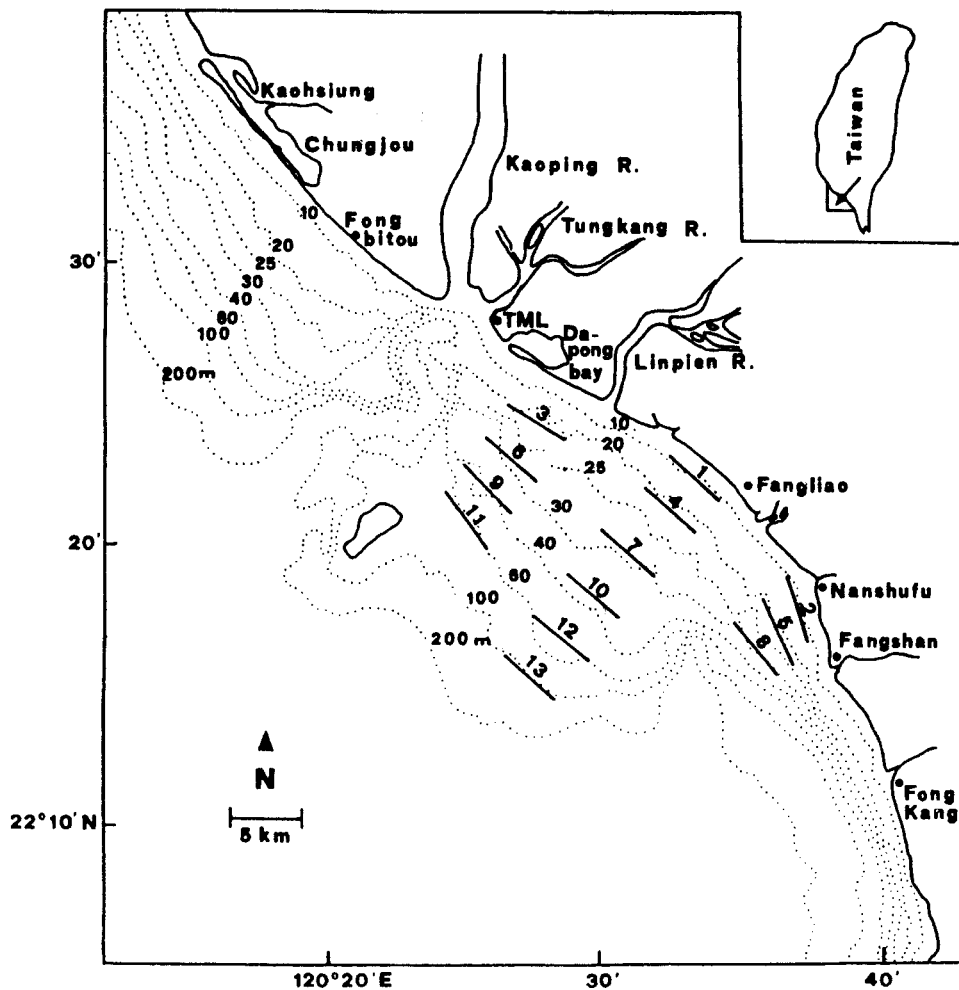 Kaohsiung
Chungjou
Kaoping R.
Taiwan
10
Fong
bitou
Tungkang R.
20
25
30'
30
40
60
100
200m
TML
Da-
pong
bay
Linpien R.
3
10
20
6
25
1
Fangliao
9
30
4
11
20'
40
7
60
10
Nanshufu
100
2
5
12
200m
8
Fangshan
13
N
5 km
22°10'N
Fong
Kang
120°20'E
30'
40'